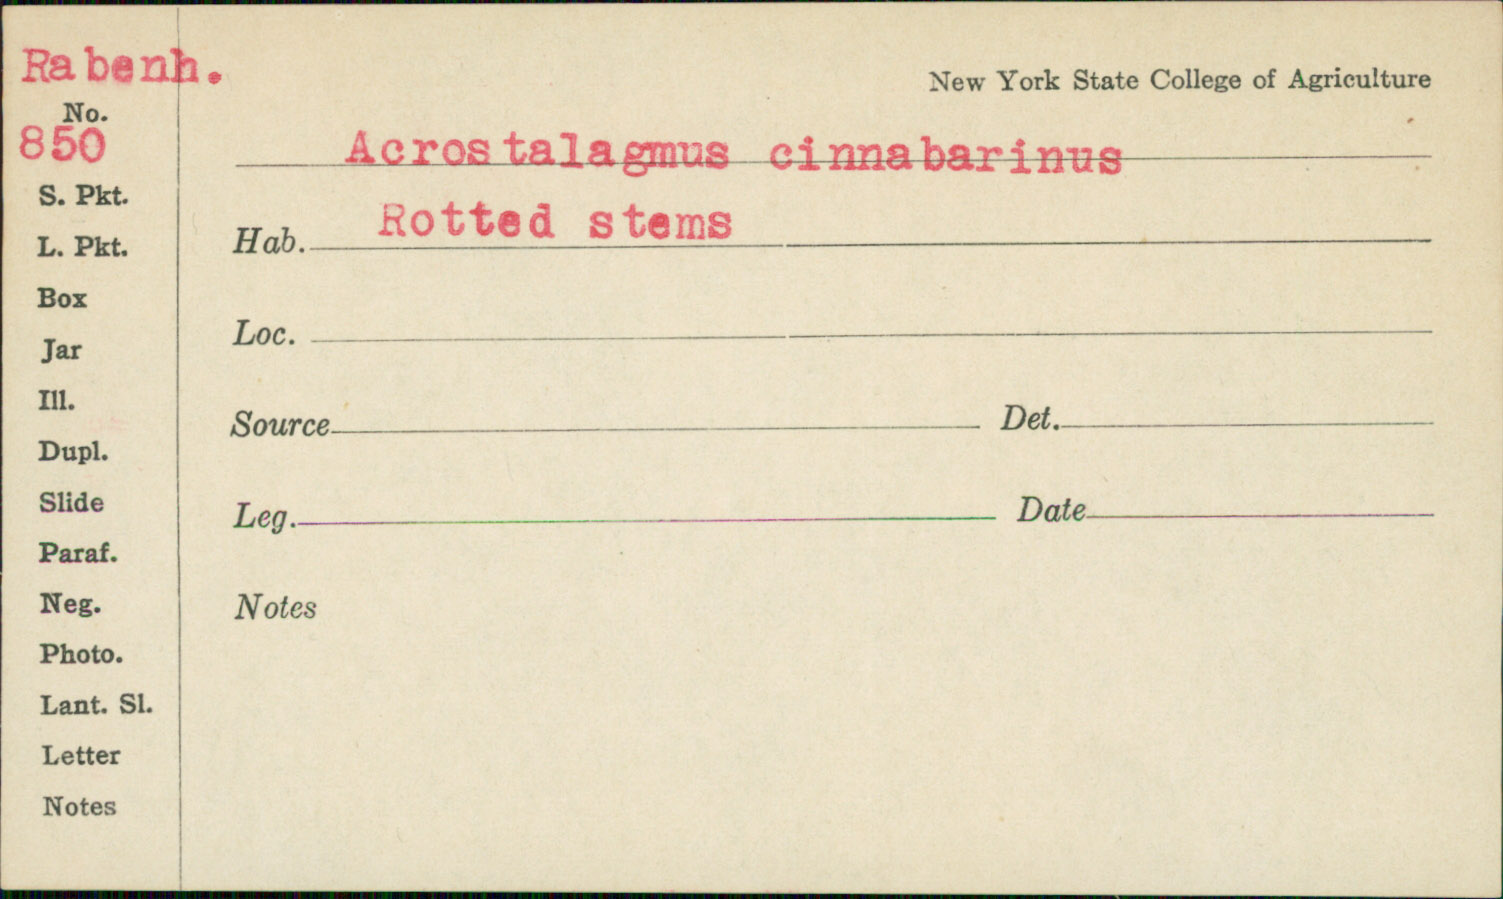 Rabenh.
New York State College of Agriculture
No.
850
Acrostalagmus cinnabarinus
S. Pkt.
Hab. Rotted stems
L. Pkt.
Box
Loc.
Jar
Ill.
Source Det.
Dupl.
Slide
Leg. Date
Paraf.
Neg.
Notes
Photo.
Lant. Sl.
Letter
Notes